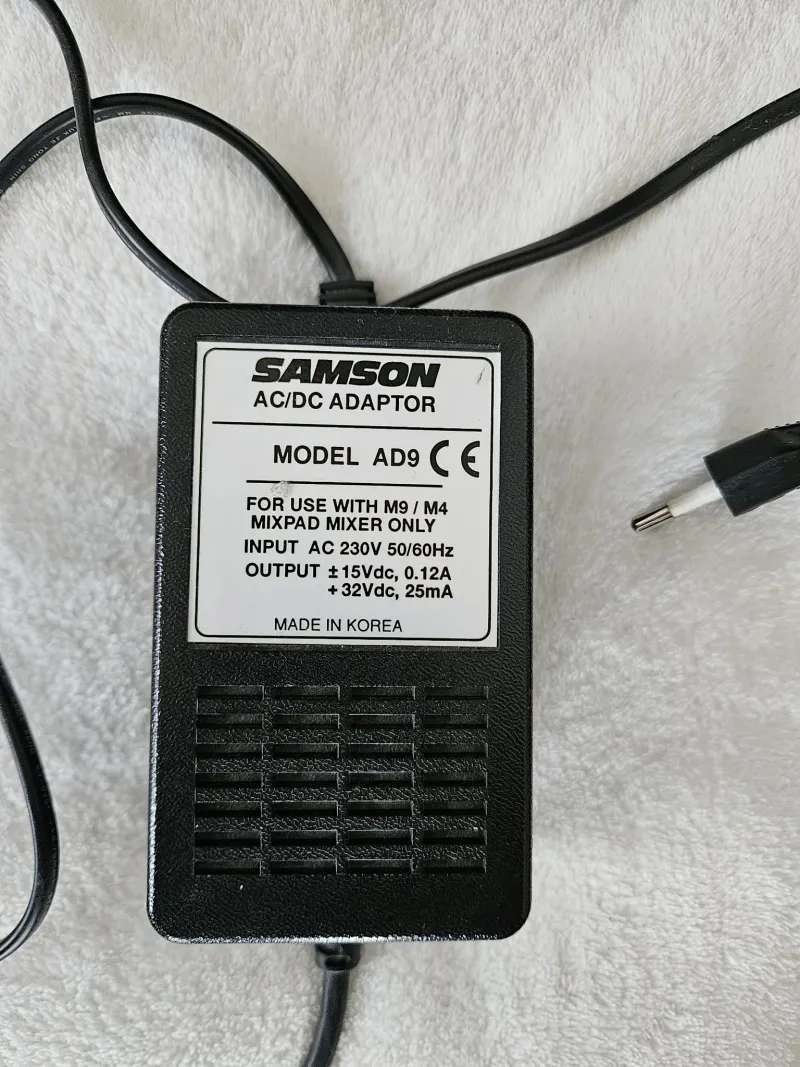 SAMSON
AC/DC ADAPTOR
MODEL AD9 CE
FOR USE WITH M9 / M4
MIXPAD MIXER ONLY
INPUT AC 230V 50/60Hz
OUTPUT ±15Vdc, 0.12A
+32Vdc, 25mA
MADE IN KOREA